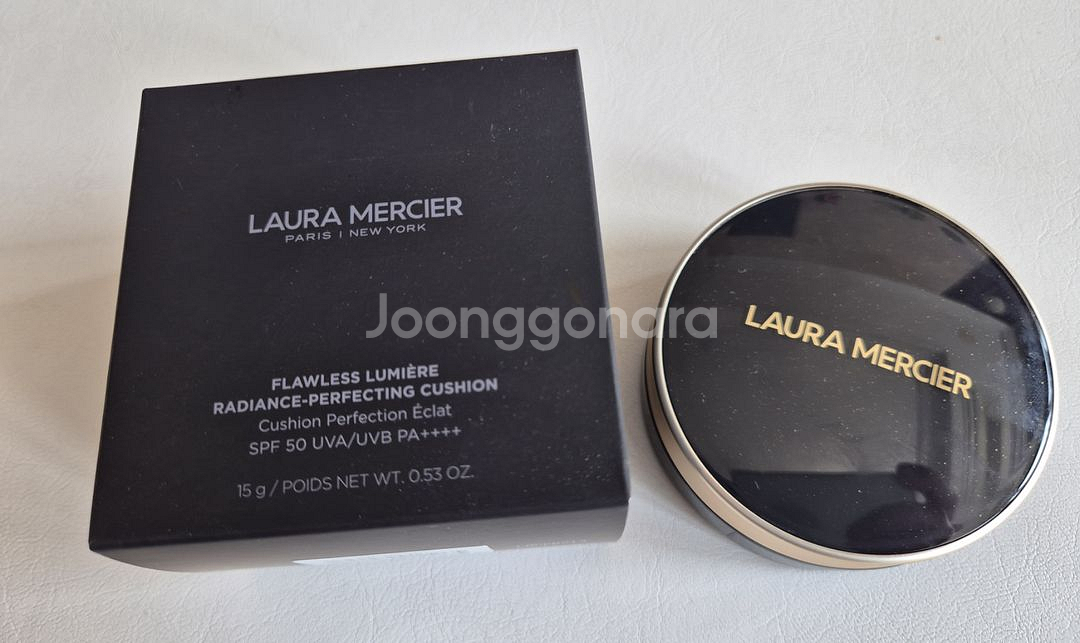 LAURA MERCIER
PARIS | NEW YORK
FLAWLESS LUMIÈRE
RADIANCE-PERFECTING CUSHION
Cushion Perfection Éclat
SPF 50 UVA/UVB PA++++
15 g / POIDS NET WT. 0.53 OZ.
LAURA MERCIER
Joonggonara